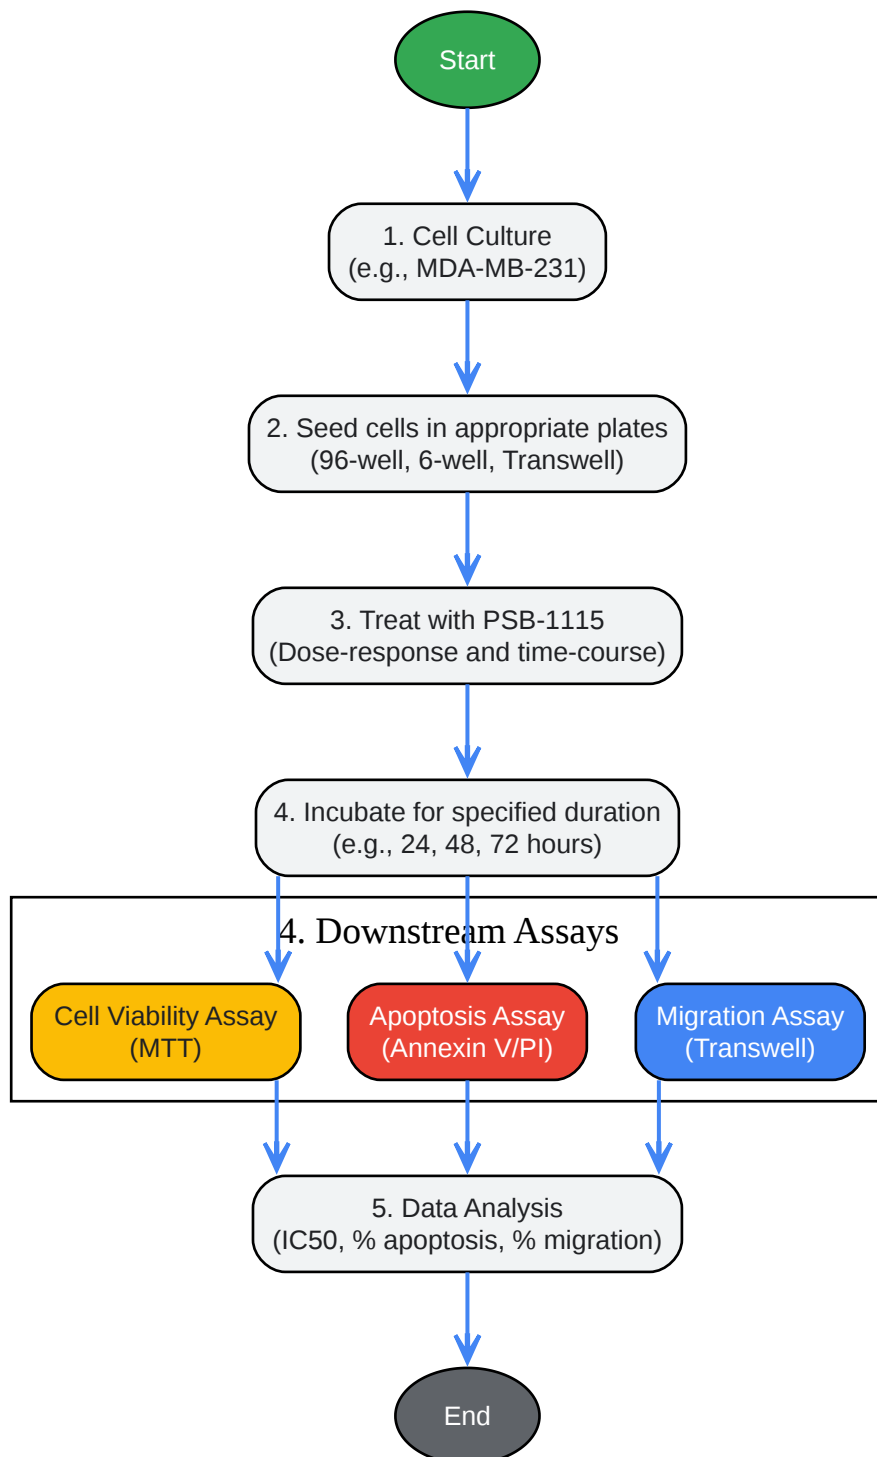 Start
1. Cell Culture
(e.g., MDA-MB-231)
2. Seed cells in appropriate plates
(96-well, 6-well, Transwell)
3. Treat with PSB-1115
(Dose-response and time-course)
4. Incubate for specified duration
(e.g., 24, 48, 72 hours)
4. Downstream Assays
Cell Viability Assay
(MTT)
Apoptosis Assay
(Annexin V/PI)
Migration Assay
(Transwell)
5. Data Analysis
(IC50, % apoptosis, % migration)
End